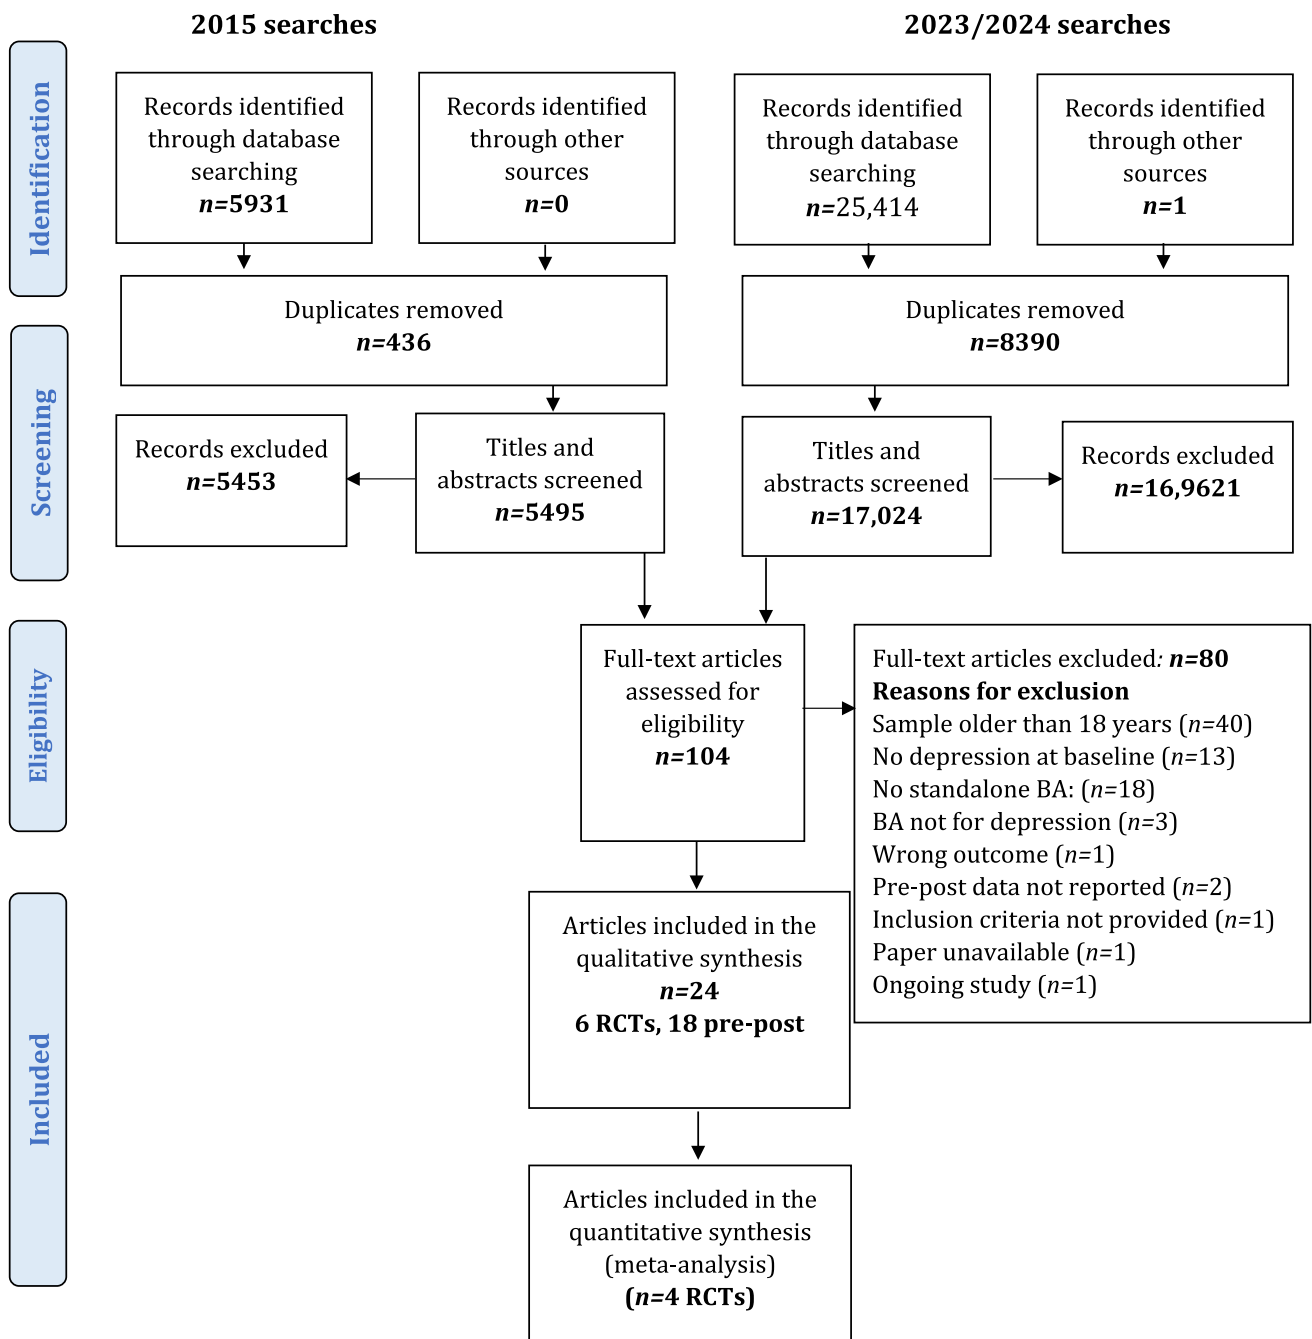 2015 searches
2023/2024 searches
Identification
Records identified
through database
searching
n=5931
Records identified
through other
sources
n=0
Records identified
through database
searching
n=25,414
Records identified
through other
sources
n=1
Duplicates removed
n=436
Duplicates removed
n=8390
Screening
Records excluded
n=5453
Titles and
abstracts screened
n=5495
Titles and
abstracts screened
n=17,024
Records excluded
n=16,9621
Eligibility
Full-text articles
assessed for
eligibility
n=104
Full-text articles excluded: n=80
Reasons for exclusion
Sample older than 18 years (n=40)
No depression at baseline (n=13)
No standalone BA: (n=18)
BA not for depression (n=3)
Wrong outcome (n=1)
Pre-post data not reported (n=2)
Inclusion criteria not provided (n=1)
Paper unavailable (n=1)
Ongoing study (n=1)
Included
Articles included in the
qualitative synthesis
n=24
6 RCTs, 18 pre-post
Articles included in the
quantitative synthesis
(meta-analysis)
(n=4 RCTs)